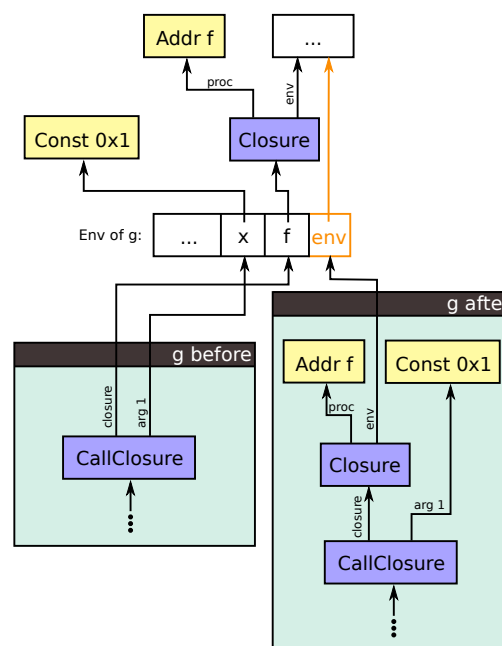 Addr f
...
proc
env
Const 0x1
Closure
Env of g:
...
x
f
env
g after
g before
closure
arg 1
Addr f
Const 0x1
proc
env
CallClosure
Closure
closure
arg 1
CallClosure